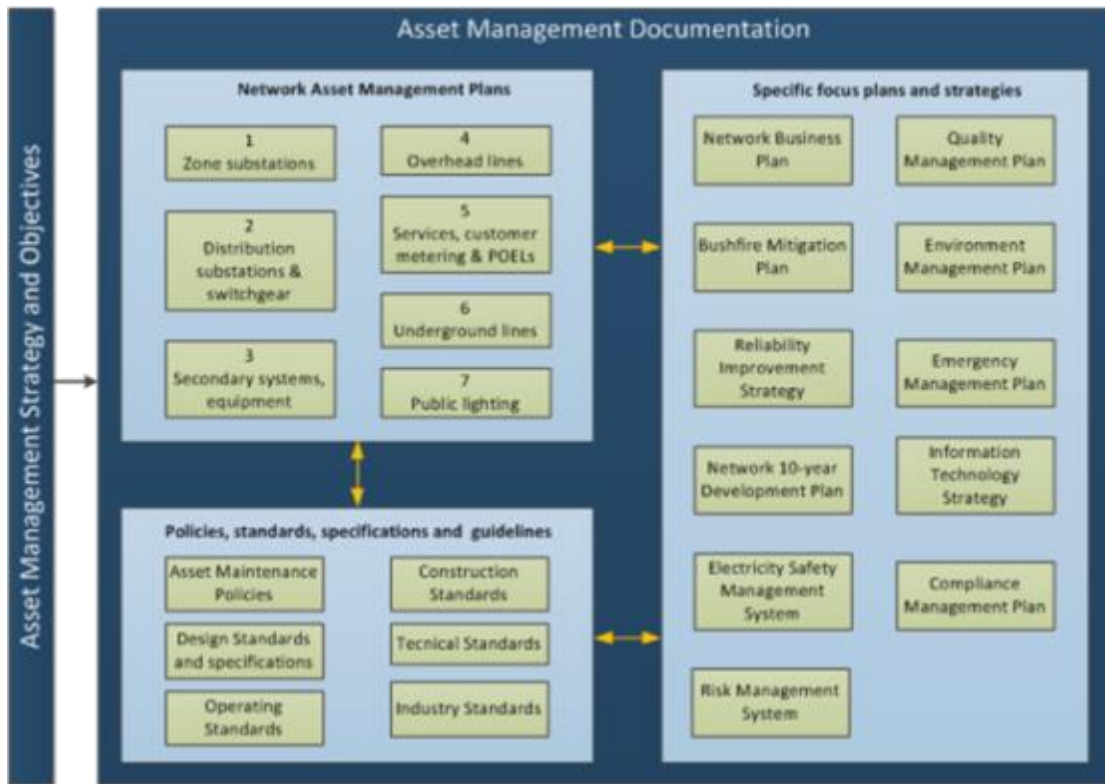 Asset Management Strategy and Objectives
Asset Management Documentation
Network Asset Management Plans
1
Zone substations
2
Distribution
substations &
switchgear
3
Secondary systems,
equipment
4
Overhead lines
5
Services, customer
metering & POELs
6
Underground lines
7
Public lighting
Policies, standards, specifications and guidelines
Asset Maintenance
Policies
Design Standards
and specifications
Operating
Standards
Construction
Standards
Tecnical Standards
Industry Standards
Specific focus plans and strategies
Network Business
Plan
Bushfire Mitigation
Plan
Reliability
Improvement
Strategy
Network 10-year
Development Plan
Electricity Safety
Management
System
Risk Management
System
Quality
Management Plan
Environment
Management Plan
Emergency
Management Plan
Information
Technology
Strategy
Compliance
Management Plan